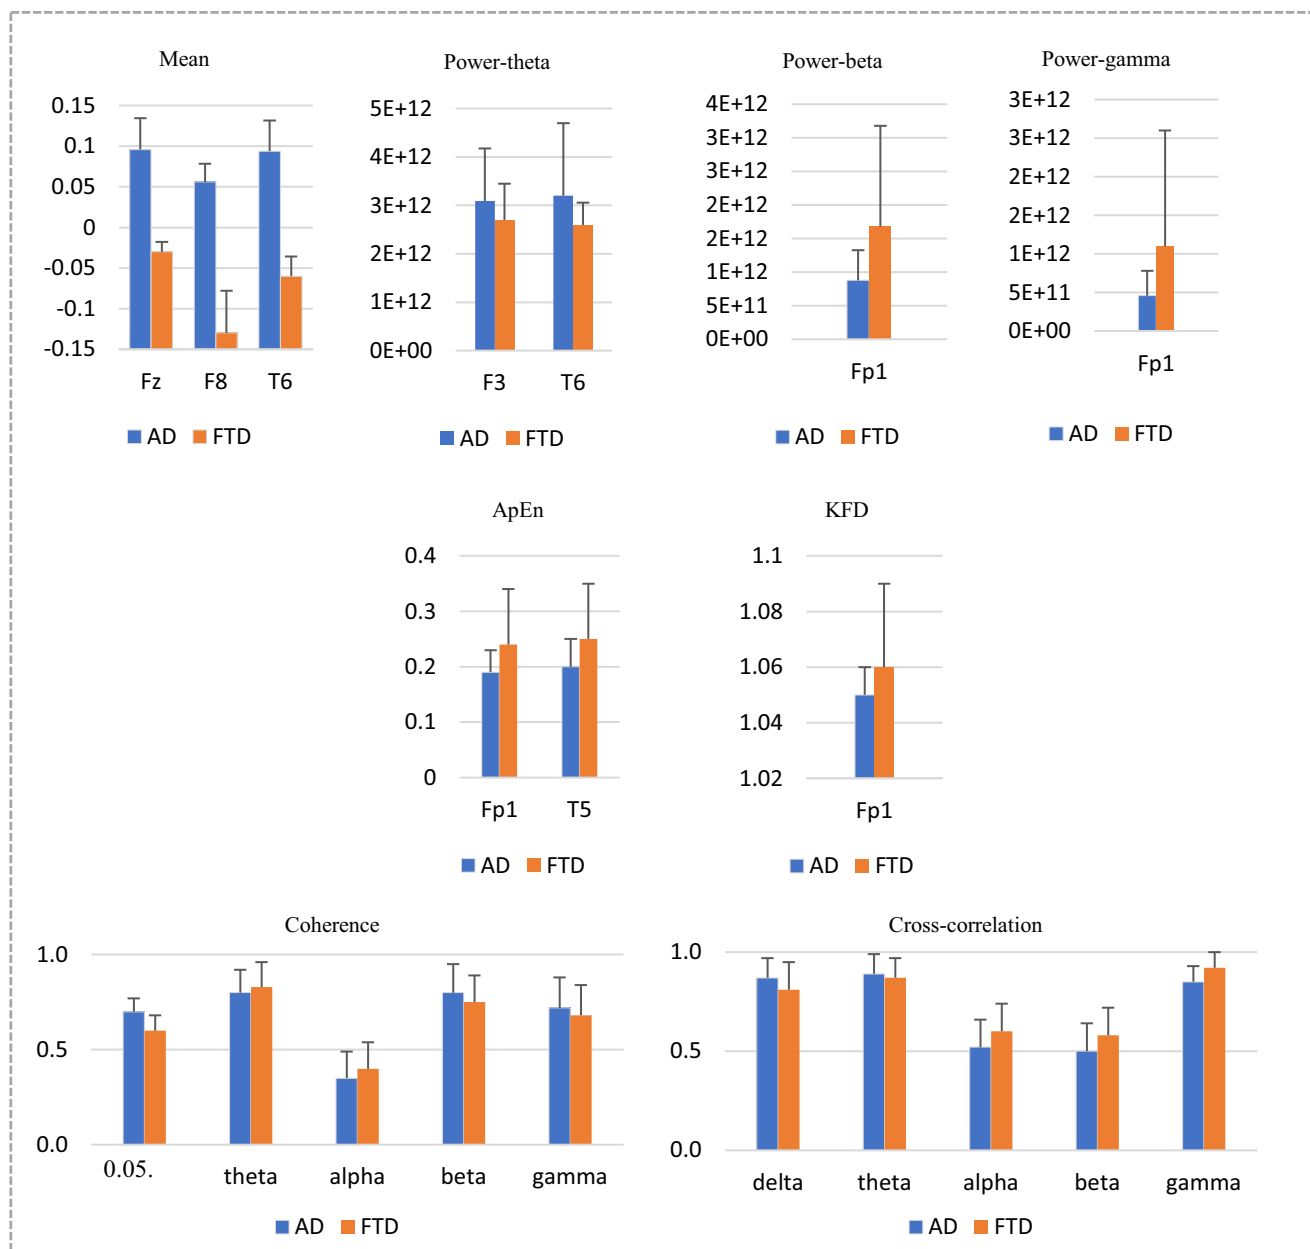 Mean
0.15
0.1
0.05
0
-0.05
-0.1
-0.15
Fz F8 T6
AD FTD
Power-theta
5E+12
4E+12
3E+12
2E+12
1E+12
0E+00
F3 T6
AD FTD
Power-beta
4E+12
3E+12
3E+12
2E+12
2E+12
1E+12
5E+11
0E+00
Fp1
AD FTD
Power-gamma
3E+12
3E+12
2E+12
2E+12
1E+12
5E+11
0E+00
Fp1
AD FTD
ApEn
0.4
0.3
0.2
0.1
0
Fp1 T5
AD FTD
KFD
1.1
1.08
1.06
1.04
1.02
Fp1
AD FTD
Coherence
1.0
0.5
0.0
0.05. theta alpha beta gamma
AD FTD
Cross-correlation
1.0
0.5
0.0
delta theta alpha beta gamma
AD FTD